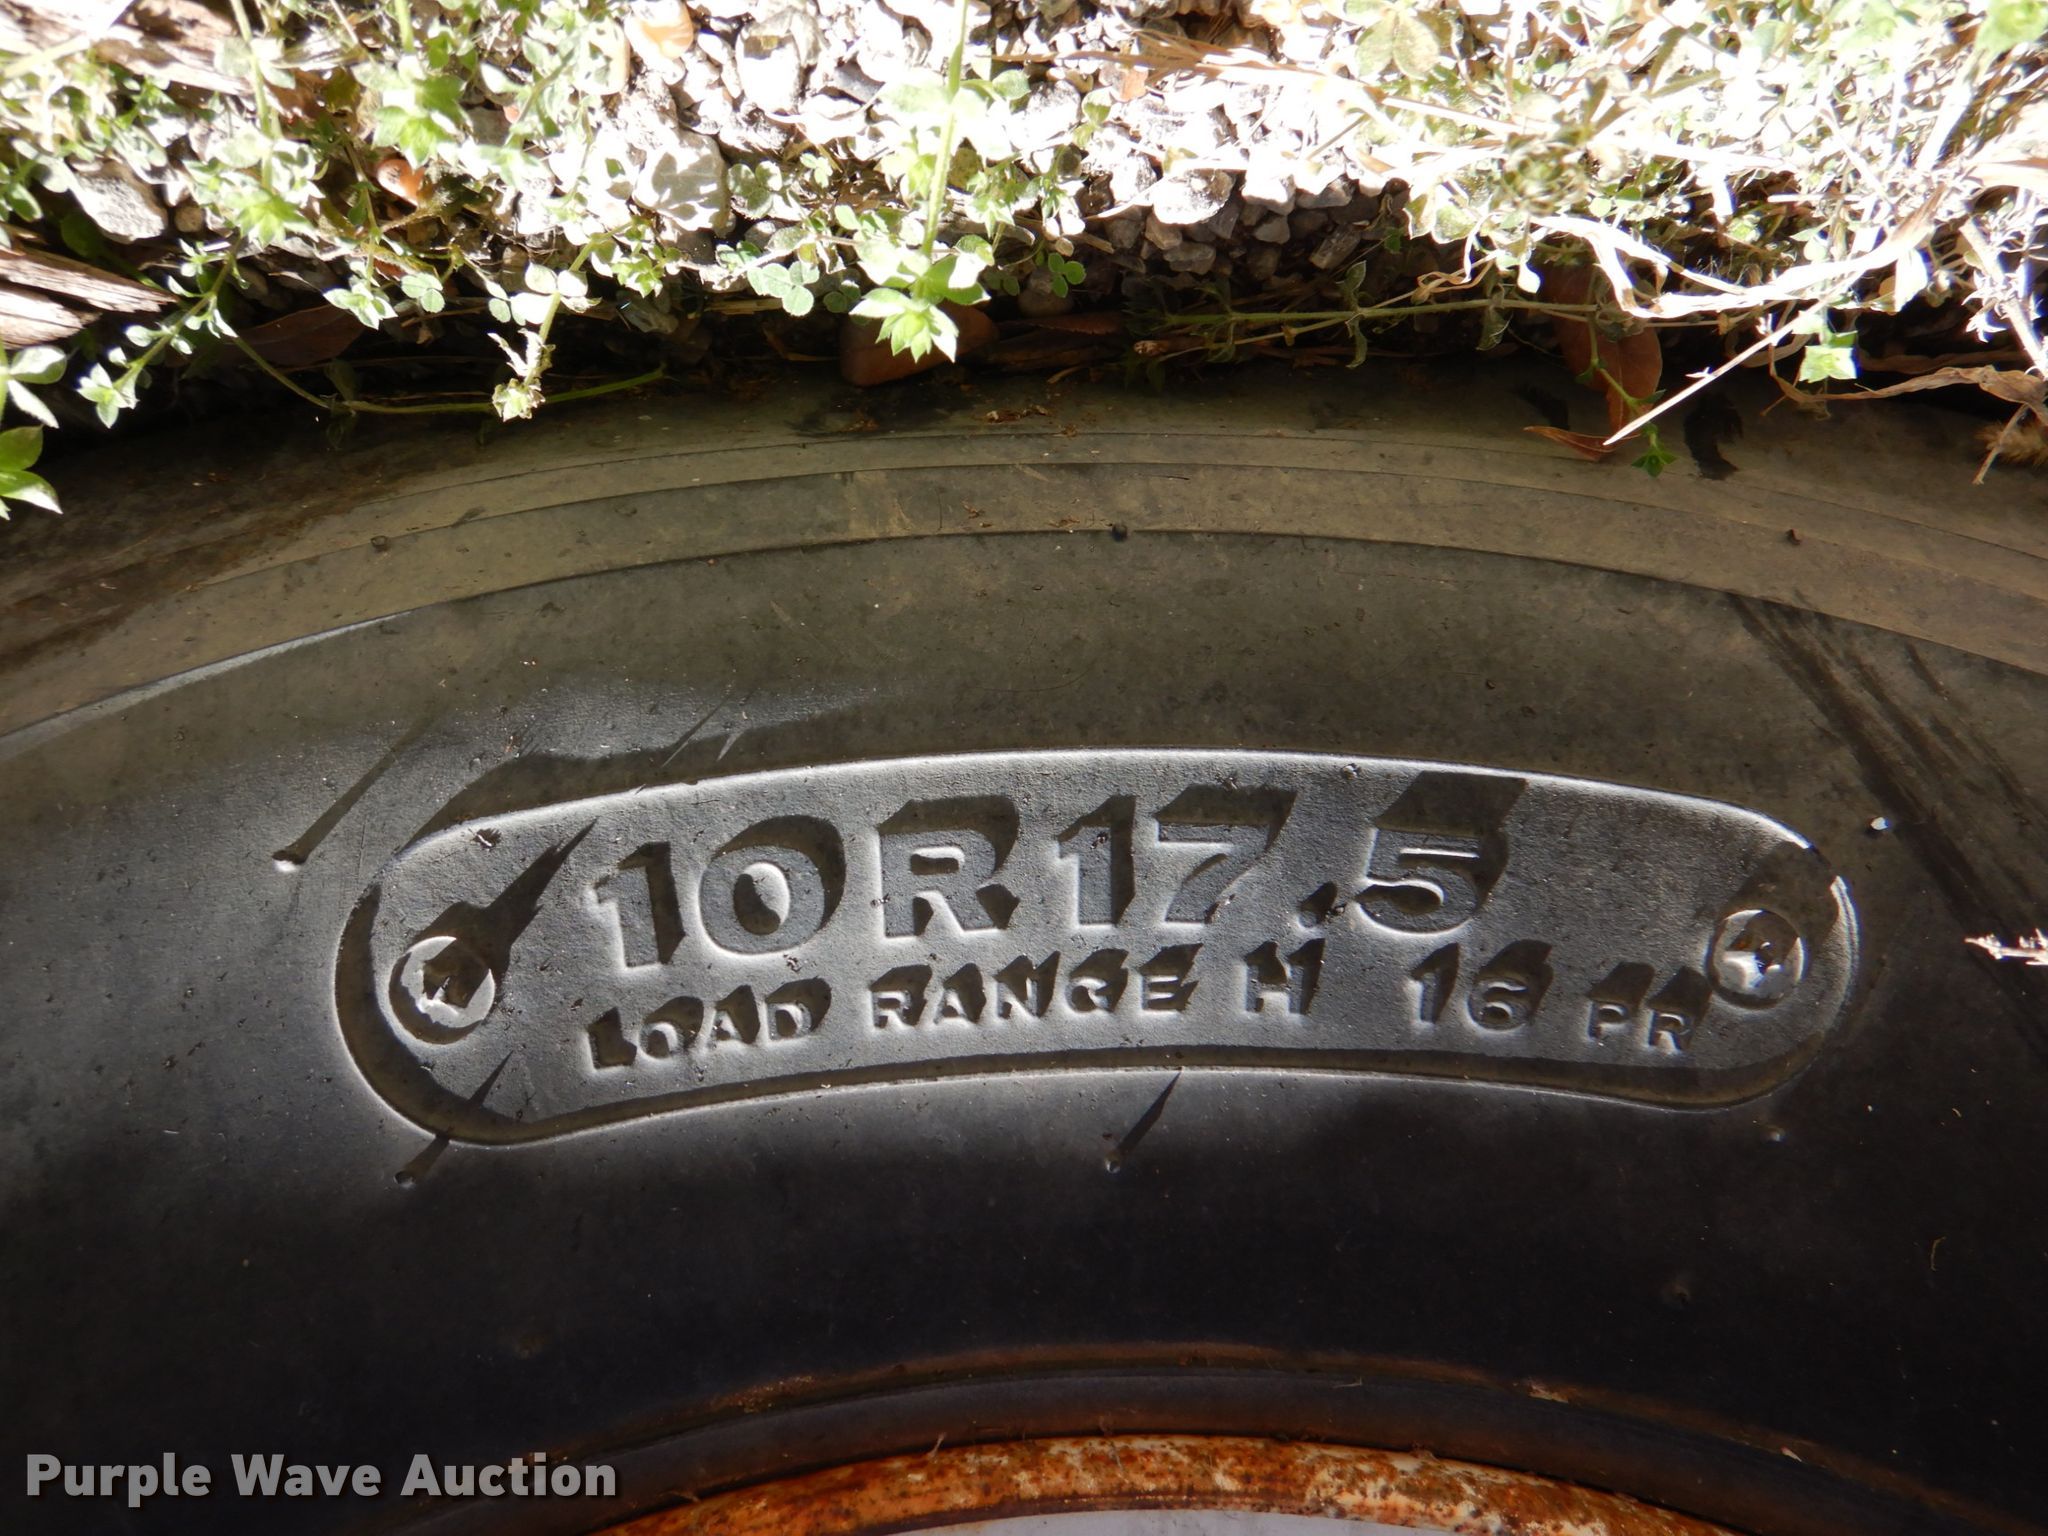 10R17.5
LOAD RANGE H 16 PR
Purple Wave Auction